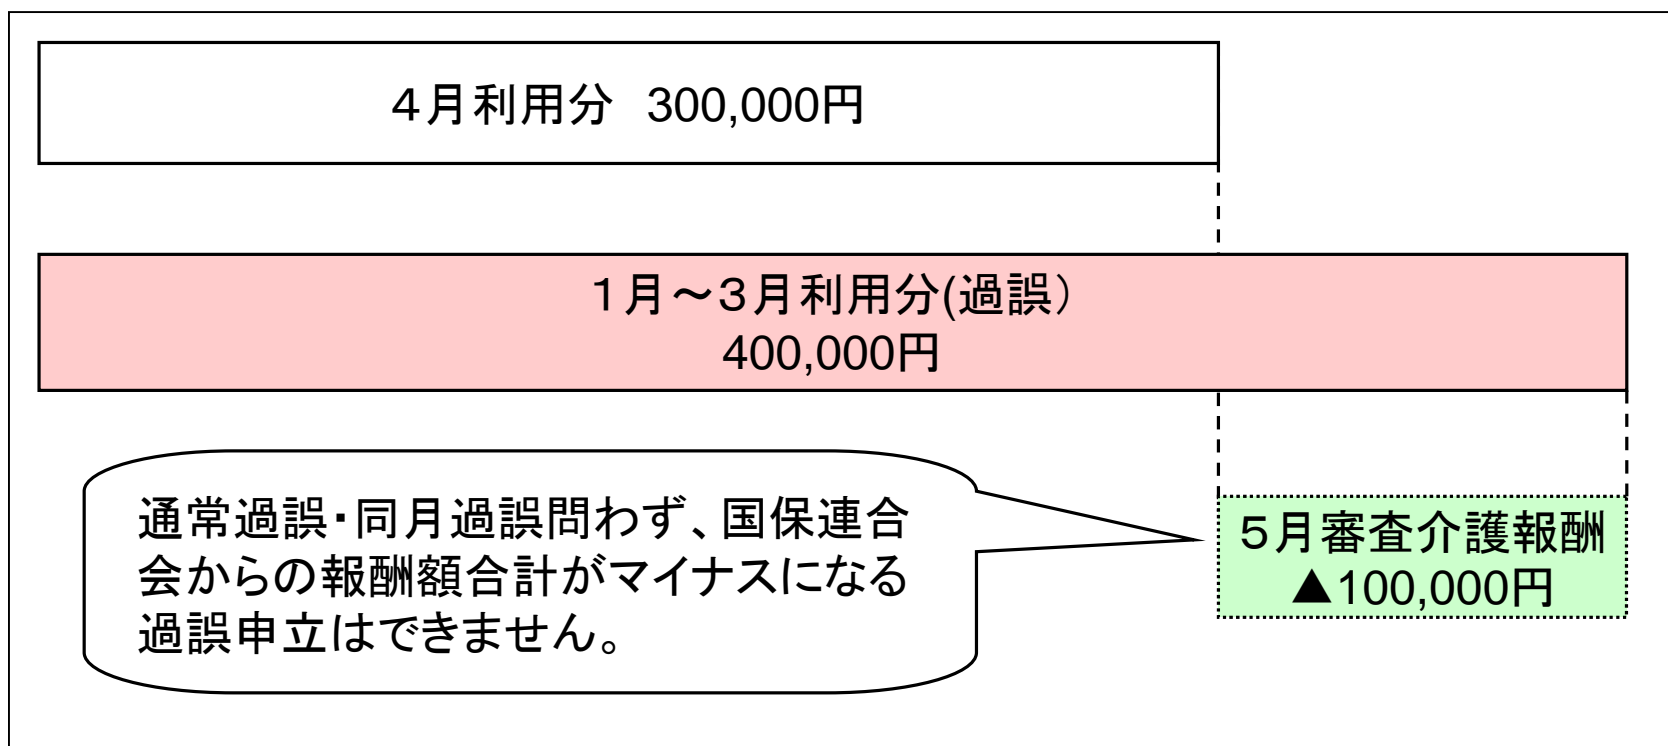 ４月利用分　300,000円
１月～３月利用分(過誤）
400,000円
通常過誤・同月過誤問わず、国保連合
会からの報酬額合計がマイナスになる
過誤申立はできません。
５月審査介護報酬
▲100,000円